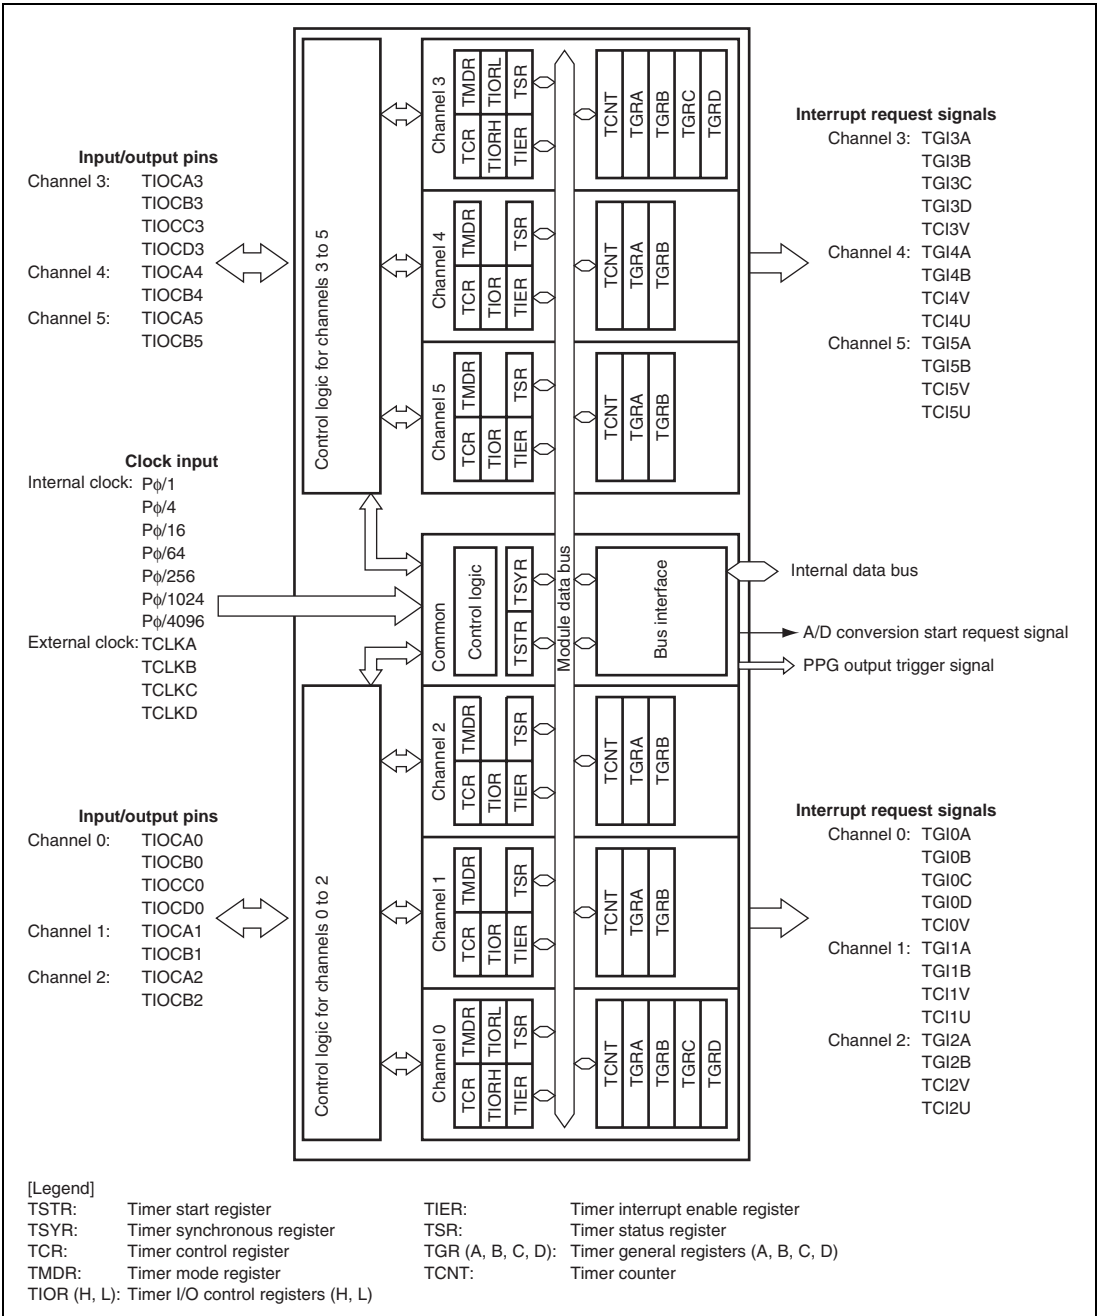 Input/output pins
Channel 3: TIOCA3
TIOCB3
TIOCC3
TIOCD3
Channel 4: TIOCA4
TIOCB4
Channel 5: TIOCA5
TIOCB5
Clock input
Internal clock: Pϕ/1
Pϕ/4
Pϕ/16
Pϕ/64
Pϕ/256
Pϕ/1024
Pϕ/4096
External clock: TCLKA
TCLKB
TCLKC
TCLKD
Input/output pins
Channel 0: TIOCA0
TIOCB0
TIOCC0
TIOCD0
Channel 1: TIOCA1
TIOCB1
Channel 2: TIOCA2
TIOCB2
Control logic for channels 3 to 5
Control logic for channels 0 to 2
Channel 3
TCR
TMDR
TIORH
TIORL
TIER
TSR
TCNT
TGRA
TGRB
TGRC
TGRD
Channel 4
TCR
TMDR
TIOR
TIER
TSR
TCNT
TGRA
TGRB
Channel 5
TCR
TMDR
TIOR
TIER
TSR
TCNT
TGRA
TGRB
Common
Control logic
TSTR
TSYR
Module data bus
Bus interface
Channel 2
TCR
TMDR
TIOR
TIER
TSR
TCNT
TGRA
TGRB
Channel 1
TCR
TMDR
TIOR
TIER
TSR
TCNT
TGRA
TGRB
Channel 0
TCR
TMDR
TIORH
TIORL
TIER
TSR
TCNT
TGRA
TGRB
TGRC
TGRD
Interrupt request signals
Channel 3: TGI3A
TGI3B
TGI3C
TGI3D
TCI3V
Channel 4: TGI4A
TGI4B
TCI4V
TCI4U
Channel 5: TGI5A
TGI5B
TCI5V
TCI5U
Internal data bus
A/D conversion start request signal
PPG output trigger signal
Interrupt request signals
Channel 0: TGI0A
TGI0B
TGI0C
TGI0D
TCI0V
Channel 1: TGI1A
TGI1B
TCI1V
TCI1U
Channel 2: TGI2A
TGI2B
TCI2V
TCI2U
[Legend]
TSTR: Timer start register
TSYR: Timer synchronous register
TCR: Timer control register
TMDR: Timer mode register
TIOR (H, L): Timer I/O control registers (H, L)
TIER: Timer interrupt enable register
TSR: Timer status register
TGR (A, B, C, D): Timer general registers (A, B, C, D)
TCNT: Timer counter